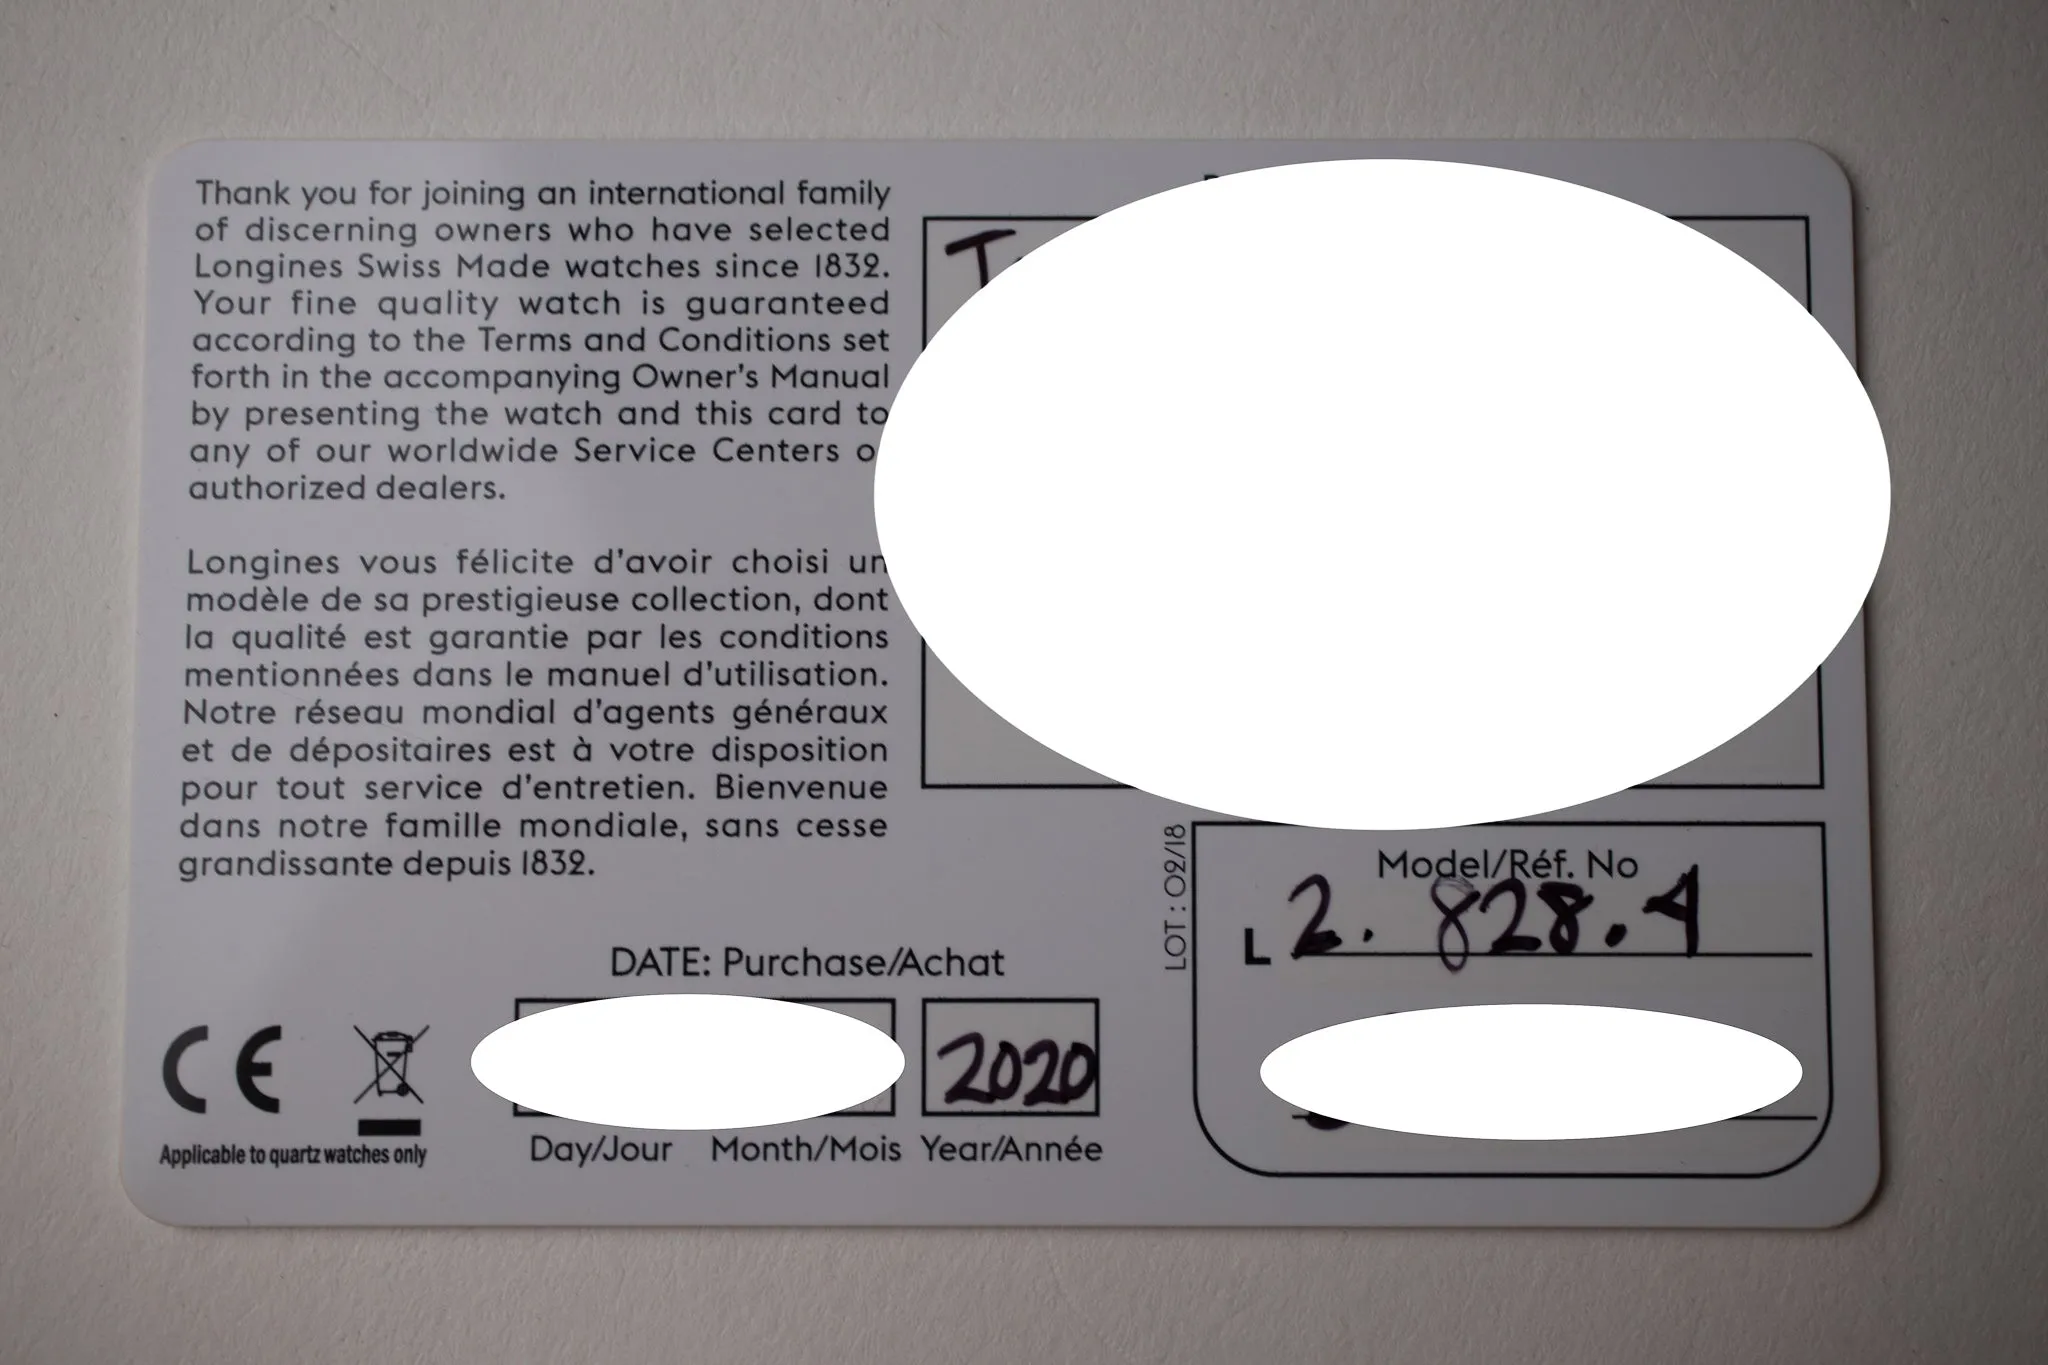 Thank you for joining an international family
of discerning owners who have selected
Longines Swiss Made watches since 1832.
Your fine quality watch is guaranteed
according to the Terms and Conditions set
forth in the accompanying Owner's Manual
by presenting the watch and this card to
any of our worldwide Service Centers
authorized dealers.
Longines vous félicite d'avoir choisi un
modèle de sa prestigieuse collection, dont
la qualité est garantie par les conditions
mentionnées dans le manuel d'utilisation.
Notre réseau mondial d'agents généraux
et de dépositaires est à votre disposition
pour tout service d'entretien. Bienvenue
dans notre famille mondiale, sans cesse
grandissante depuis 1832.
T
LOT : 02/18
Model/Réf. No
L 2. 828.4
DATE: Purchase/Achat
2020
Day/Jour Month/Mois Year/Année
CE
Applicable to quartz watches only